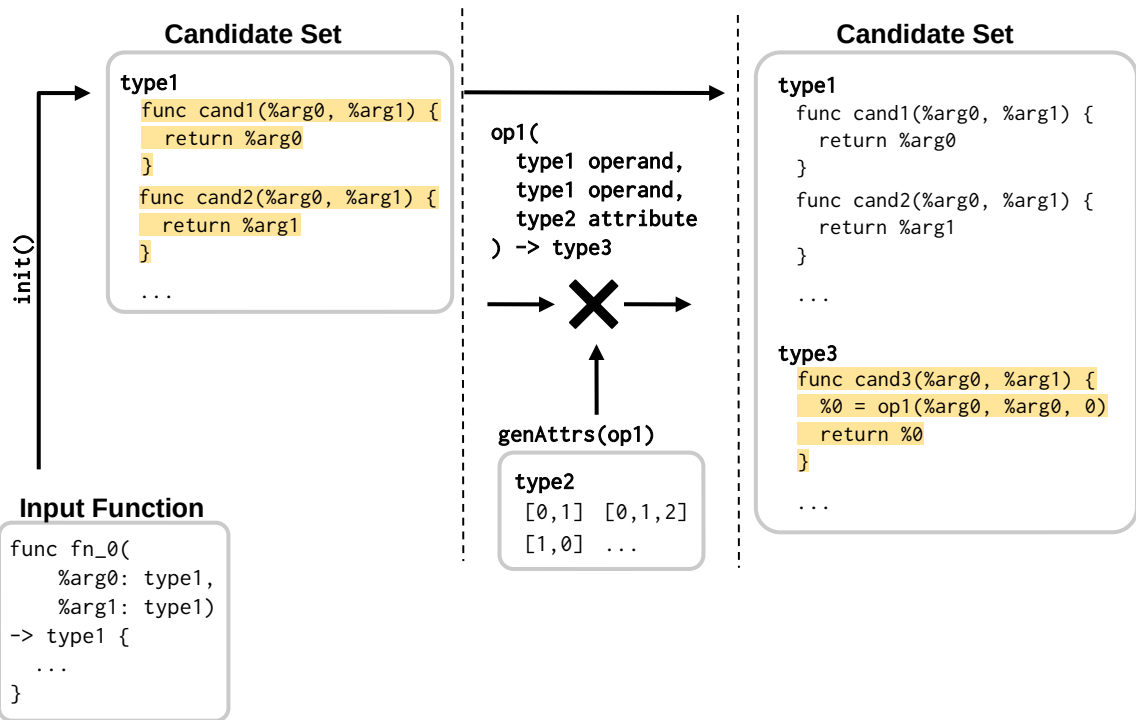 Candidate Set
type1
func cand1(%arg0, %arg1) {
return %arg0
}
func cand2(%arg0, %arg1) {
return %arg1
}
...
init()
Input Function
func fn_0(
%arg0: type1,
%arg1: type1)
-> type1 {
...
}
op1(
type1 operand,
type1 operand,
type2 attribute
) -> type3
genAttrs(op1)
type2
[0,1] [0,1,2]
[1,0] ...
Candidate Set
type1
func cand1(%arg0, %arg1) {
return %arg0
}
func cand2(%arg0, %arg1) {
return %arg1
}
...
type3
func cand3(%arg0, %arg1) {
%0 = op1(%arg0, %arg0, 0)
return %0
}
...